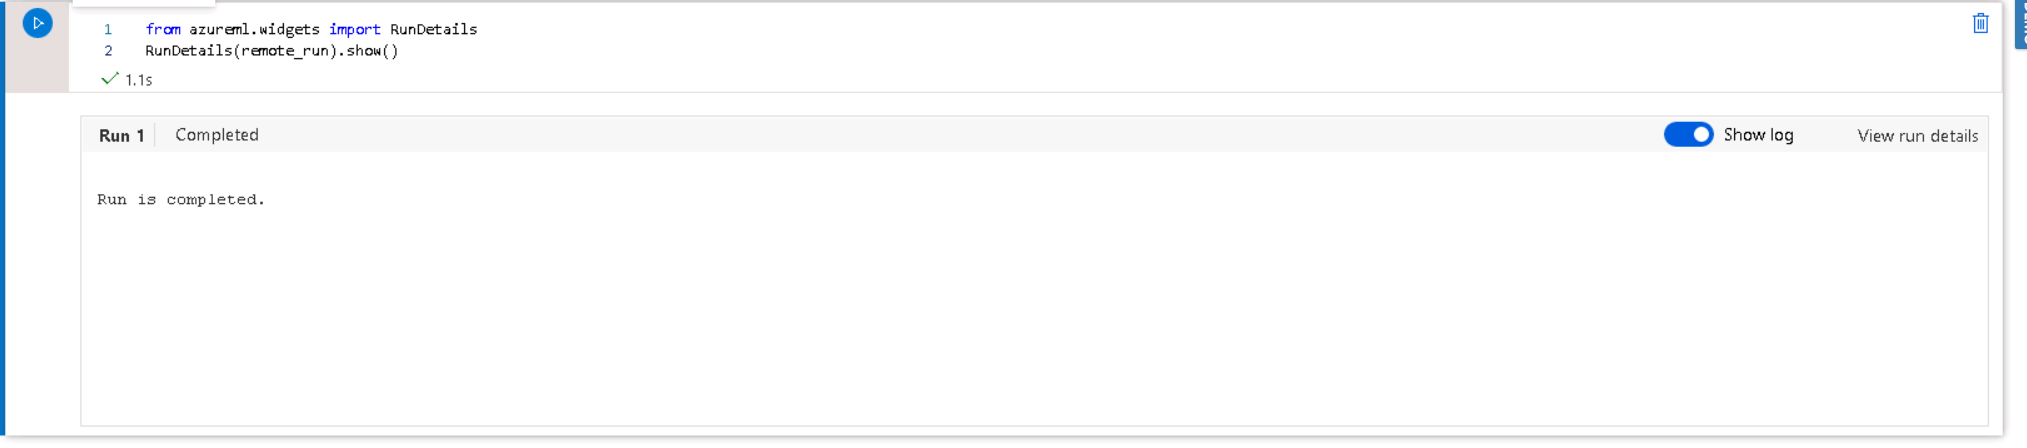 1 from azureml.widgets import RunDetails
2 RunDetails(remote_run).show()
1.1s
Run 1 Completed Show log View run details
Run is completed.